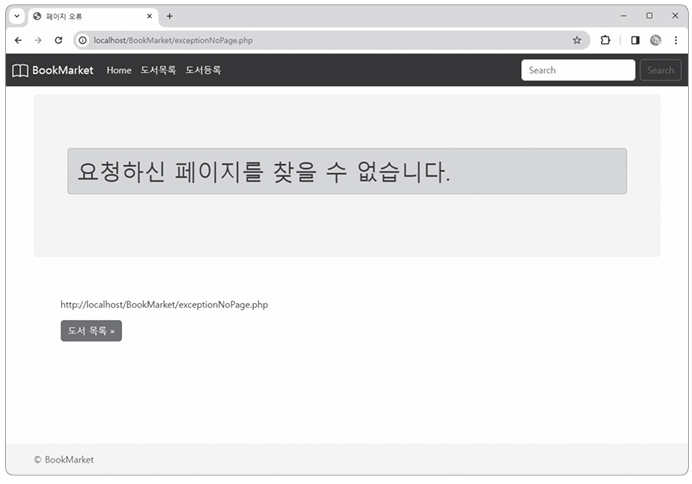 페이지 오류
localhost/BookMarket/exceptionNoPage.php
BookMarket Home 도서목록 도서등록 Search Search
요청하신 페이지를 찾을 수 없습니다.
http://localhost/BookMarket/exceptionNoPage.php
도서 목록 »
© BookMarket